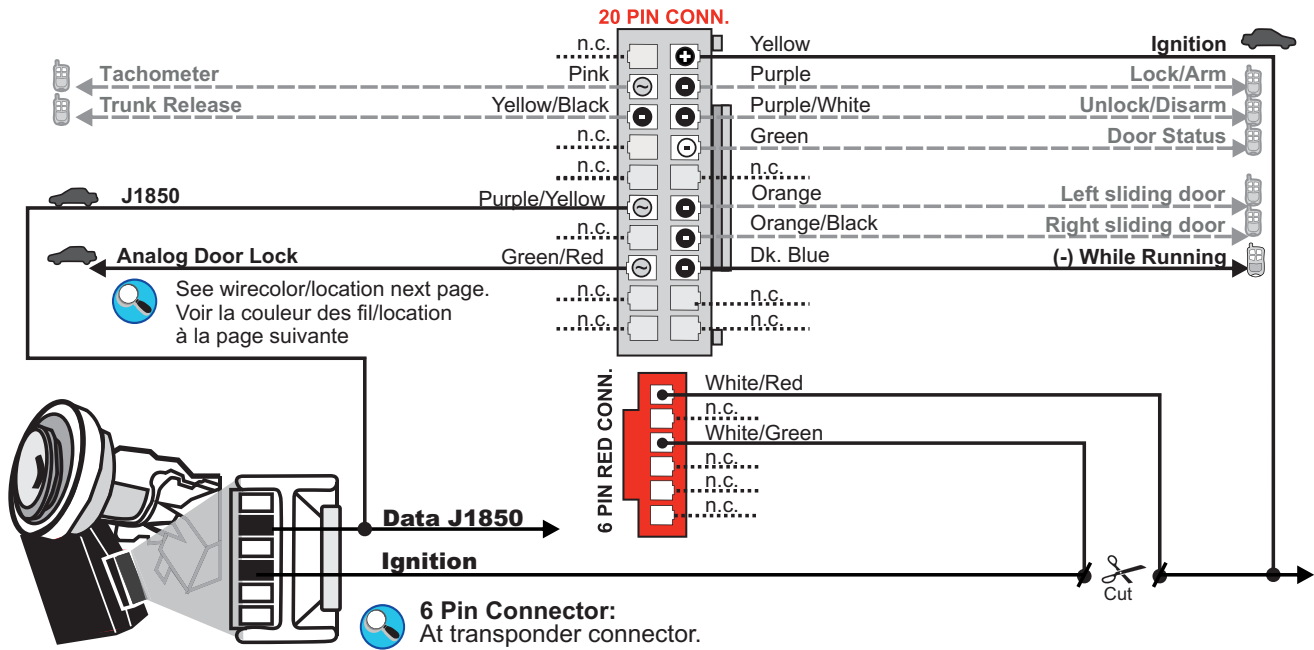 20 PIN CONN.
n.c. Yellow Ignition
Tachometer Pink Purple Lock/Arm
Trunk Release Yellow/Black Purple/White Unlock/Disarm
n.c. Green Door Status
n.c. n.c.
J1850 Purple/Yellow Orange Left sliding door
n.c. Orange/Black Right sliding door
Analog Door Lock Green/Red Dk. Blue (-) While Running
See wirecolor/location next page.
Voir la couleur des fil/location
à la page suivante
n.c. n.c.
n.c. n.c.
6 PIN RED CONN.
White/Red
n.c.
White/Green
n.c.
n.c.
n.c.
Data J1850
Ignition
Cut
6 Pin Connector:
At transponder connector.